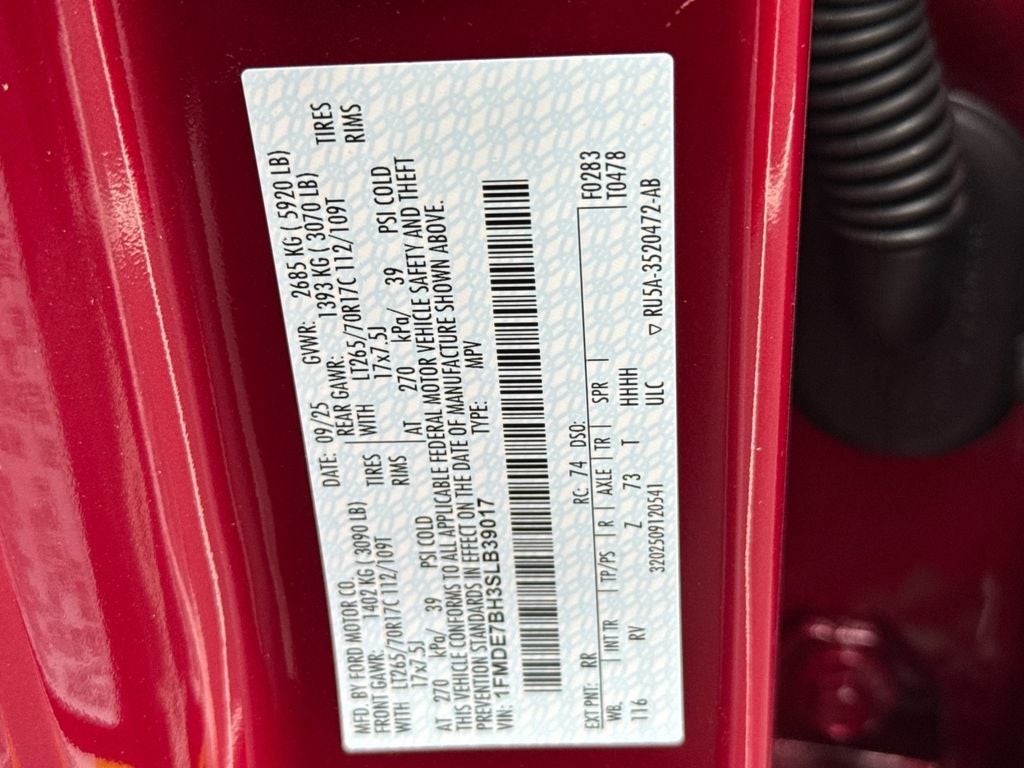 MFD. BY FORD MOTOR CO.
DATE: 09/25 GVWR: 2685 KG ( 5920 LB)
FRONT GAWR: 1402 KG ( 3090 LB) REAR GAWR: 1393 KG ( 3070 LB)
WITH LT265/70R17C 112/109T TIRES WITH LT265/70R17C 112/109T TIRES
17x7.5J RIMS 17x7.5J RIMS
AT 270 kPa/ 39 PSI COLD AT 270 kPa/ 39 PSI COLD
THIS VEHICLE CONFORMS TO ALL APPLICABLE FEDERAL MOTOR VEHICLE SAFETY AND THEFT
PREVENTION STANDARDS IN EFFECT ON THE DATE OF MANUFACTURE SHOWN ABOVE.
VIN: 1FMDE7BH3SLB39017 TYPE: MPV
EXT PNT: RR RC: 74 DSO: F0283
WB INT TR TP/PS R AXLE TR SPR T0478
116 RV Z 73 T HHHH
320250912​0541 ULC ▽ RU5A-3520472-AB